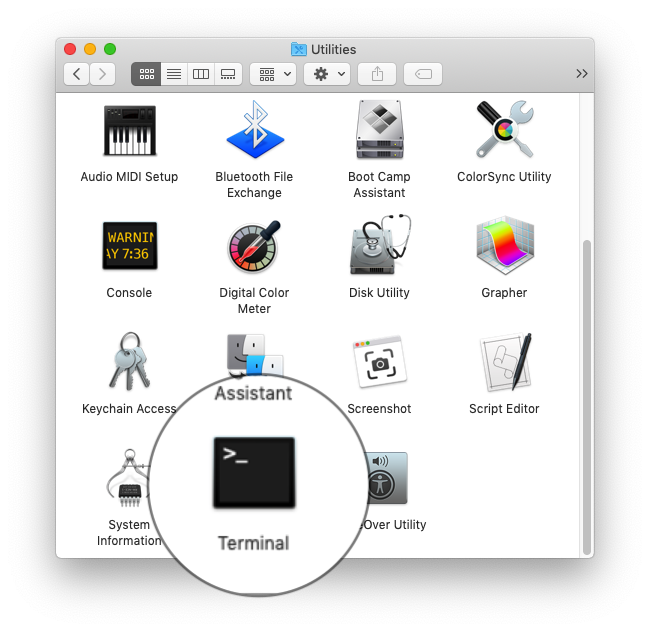 Utilities
Audio MIDI Setup
Bluetooth File
Exchange
Boot Camp
Assistant
ColorSync Utility
WARNIN
AY 7:36
Console
Digital Color
Meter
Disk Utility
Grapher
Keychain Access
Assistant
Screenshot
Script Editor
>_
System
Information
Terminal
eOver Utility